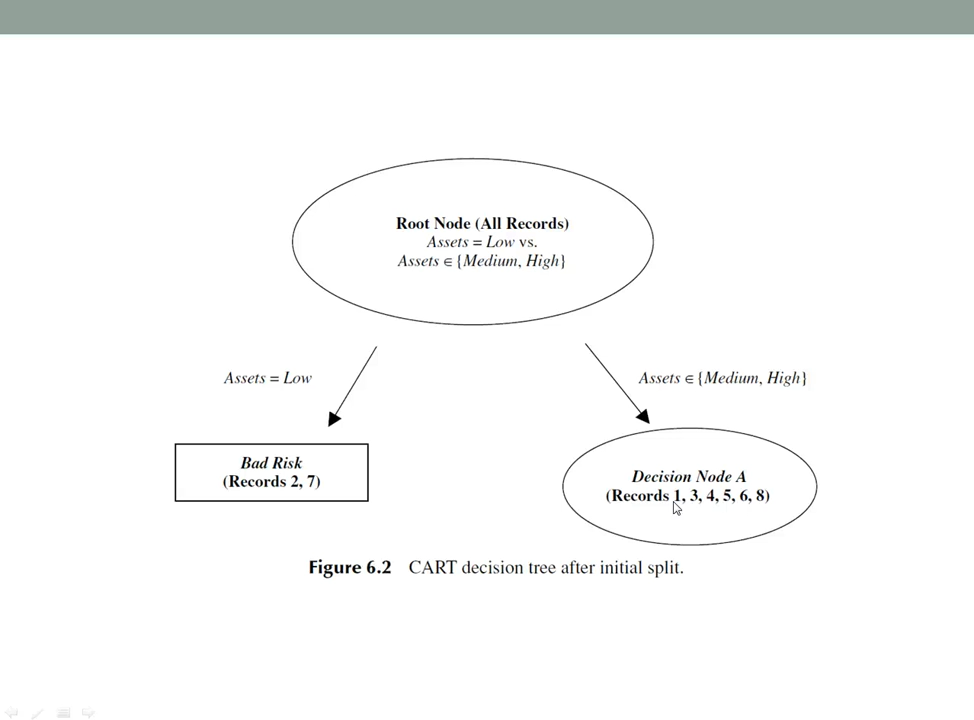 Root Node (All Records)
Assets = Low vs.
Assets ∈ {Medium, High}
Assets = Low
Assets ∈ {Medium, High}
Bad Risk
(Records 2, 7)
Decision Node A
(Records 1, 3, 4, 5, 6, 8)
Figure 6.2 CART decision tree after initial split.